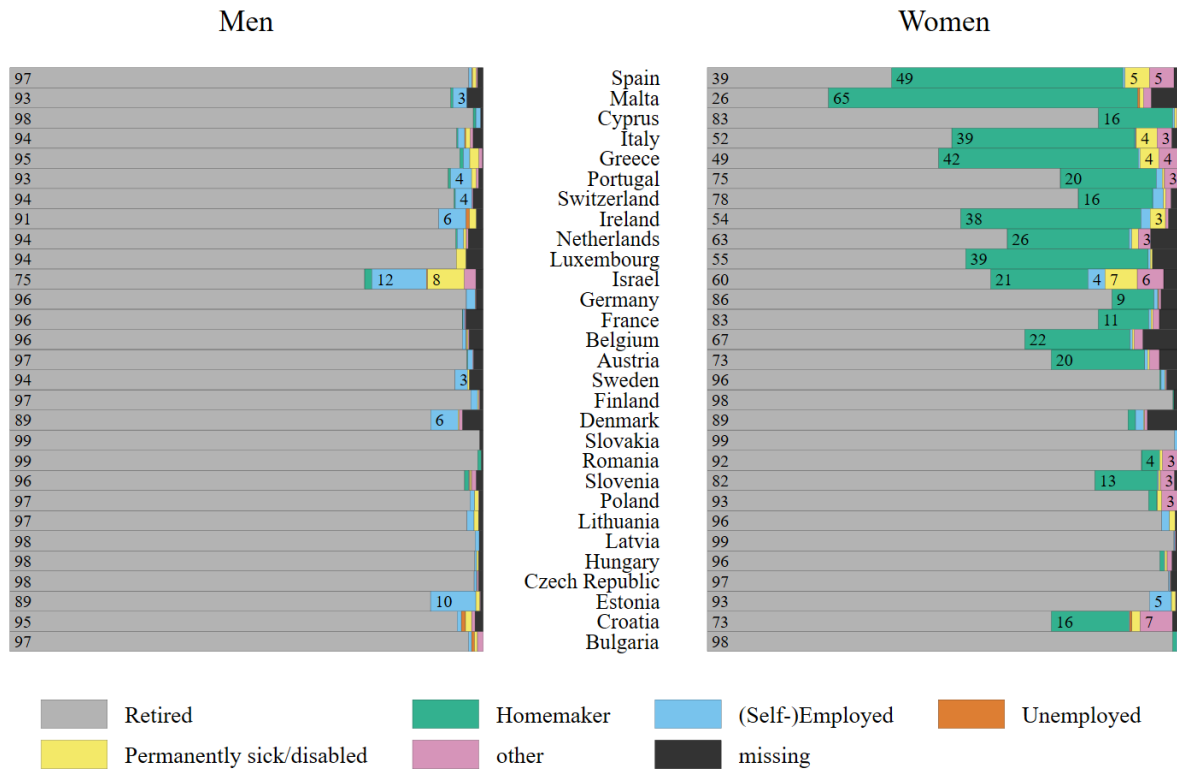 Men Women
97 Spain 39 49 5 5
93 3 Malta 26 65
98 Cyprus 83 16
94 Italy 52 39 4 3
95 Greece 49 42 4 4
93 4 Portugal 75 20 3
94 4 Switzerland 78 16
91 6 Ireland 54 38 3
94 Netherlands 63 26 3
94 Luxembourg 55 39
75 12 8 Israel 60 21 4 7 6
96 Germany 86 9
96 France 83 11
96 Belgium 67 22
97 Austria 73 20
94 3 Sweden 96
97 Finland 98
89 6 Denmark 89
99 Slovakia 99
99 Romania 92 4 3
96 Slovenia 82 13 3
97 Poland 93 3
97 Lithuania 96
98 Latvia 99
98 Hungary 96
98 Czech Republic 97
89 10 Estonia 93 5
95 Croatia 73 16 7
97 Bulgaria 98
Retired Homemaker (Self-)Employed Unemployed
Permanently sick/disabled other missing